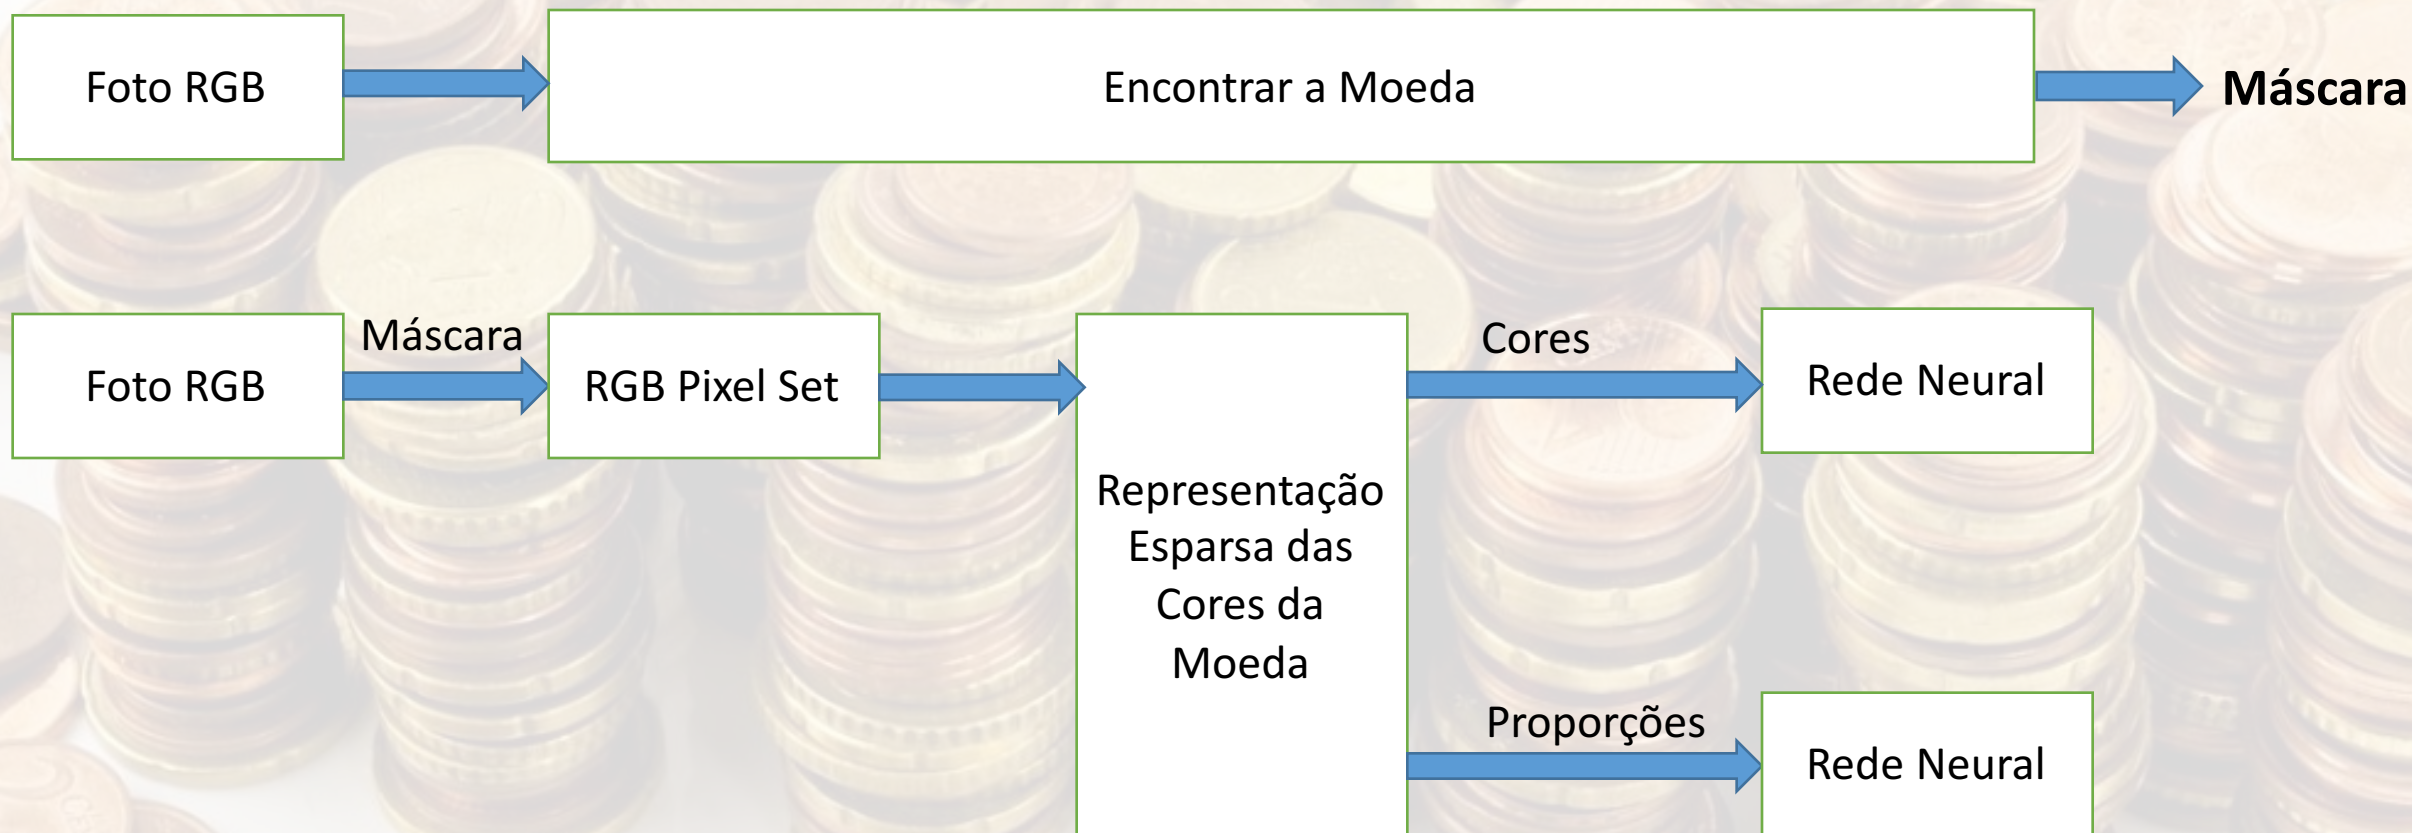 Foto RGB
Encontrar a Moeda
Máscara
Foto RGB
Máscara
RGB Pixel Set
Representação
Esparsa das
Cores da
Moeda
Cores
Rede Neural
Proporções
Rede Neural